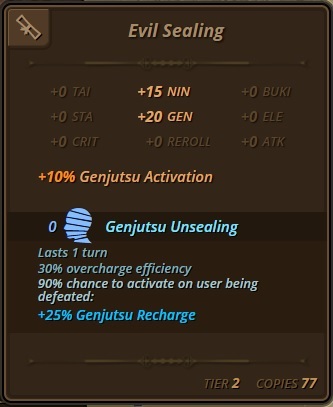 Evil Sealing
+0 TAI +15 NIN +0 BUKI
+0 STA +20 GEN +0 ELE
+0 CRIT +0 REROLL +0 ATK
+10% Genjutsu Activation
0 Genjutsu Unsealing
Lasts 1 turn
30% overcharge efficiency
90% chance to activate on user being
defeated:
+25% Genjutsu Recharge
TIER 2 COPIES 77